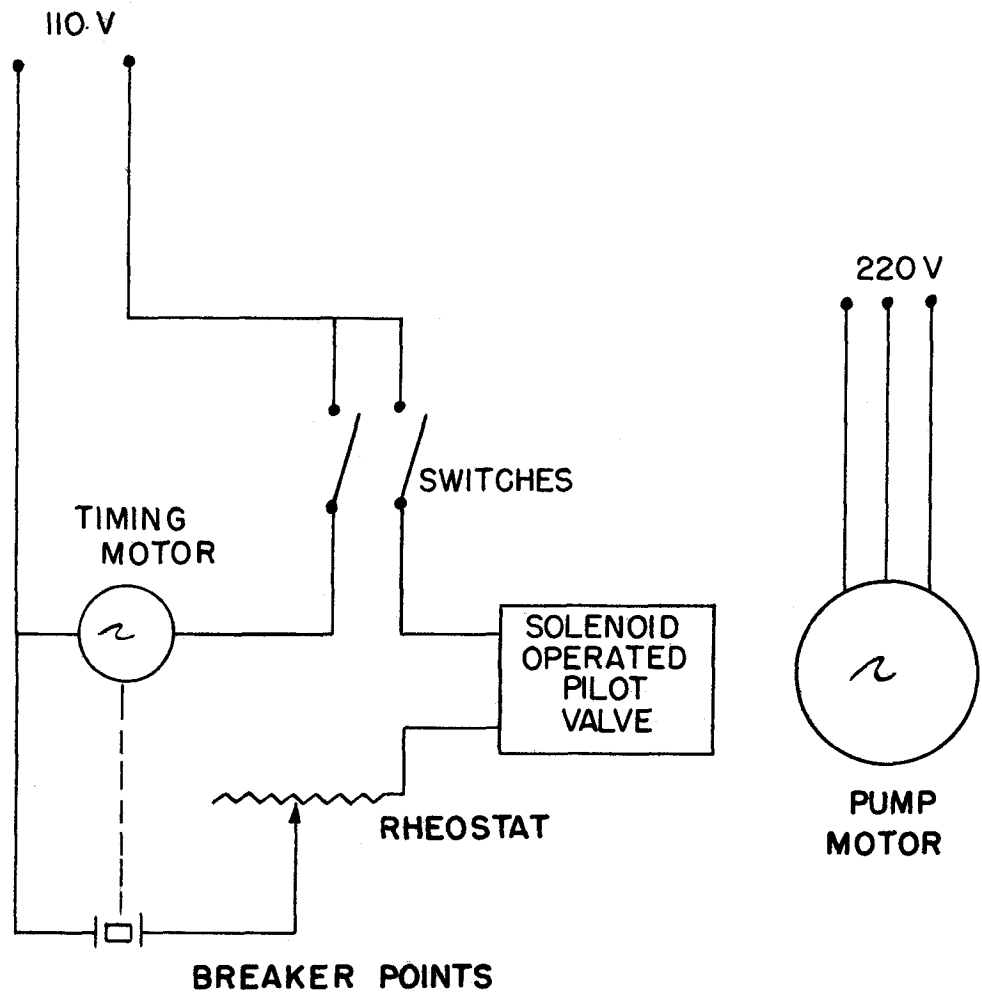 110 V
220 V
SWITCHES
TIMING
MOTOR
SOLENOID
OPERATED
PILOT
VALVE
RHEOSTAT
PUMP
MOTOR
BREAKER POINTS